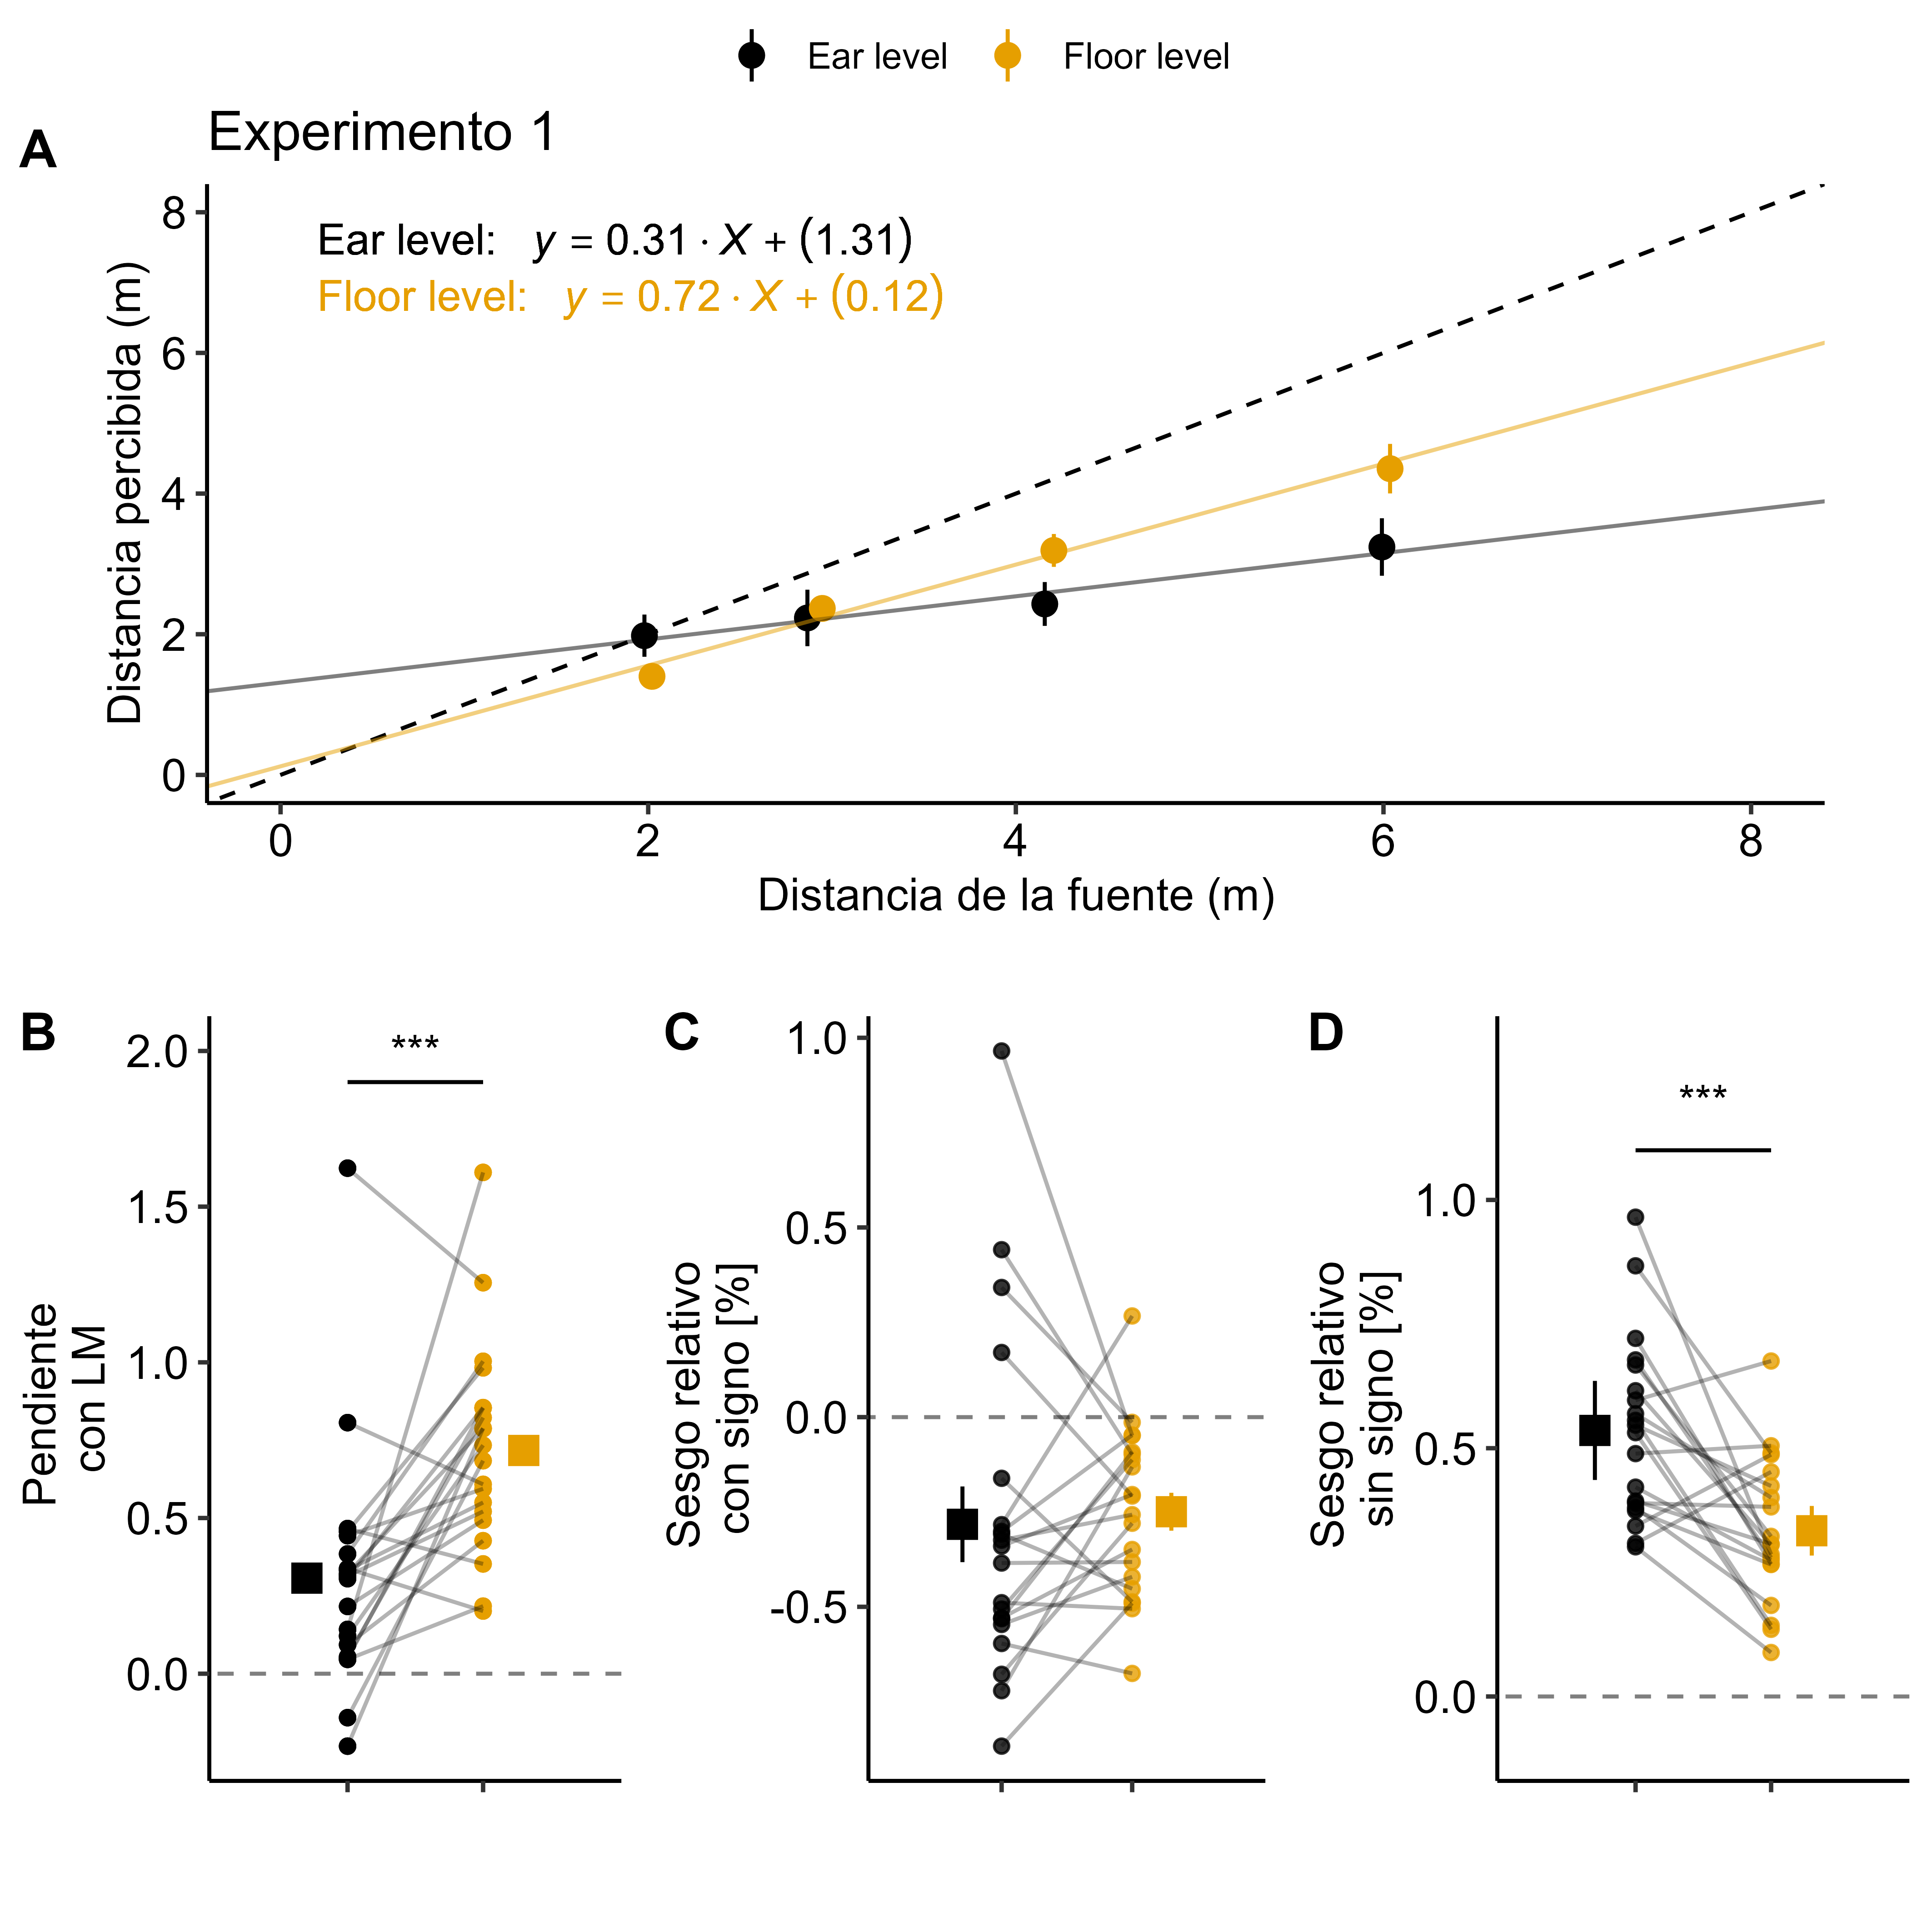 Ear level Floor level
Experimento 1
A
8
6
4
2
0
Distancia percibida (m)
Ear level: y = 0.31 · X + (1.31)
Floor level: y = 0.72 · X + (0.12)
0 2 4 6 8
Distancia de la fuente (m)
B
2.0
1.5
1.0
0.5
0.0
Pendiente
con LM
***
C
1.0
0.5
0.0
-0.5
Sesgo relativo
con signo [%]
D
1.0
0.5
0.0
Sesgo relativo
sin signo [%]
***